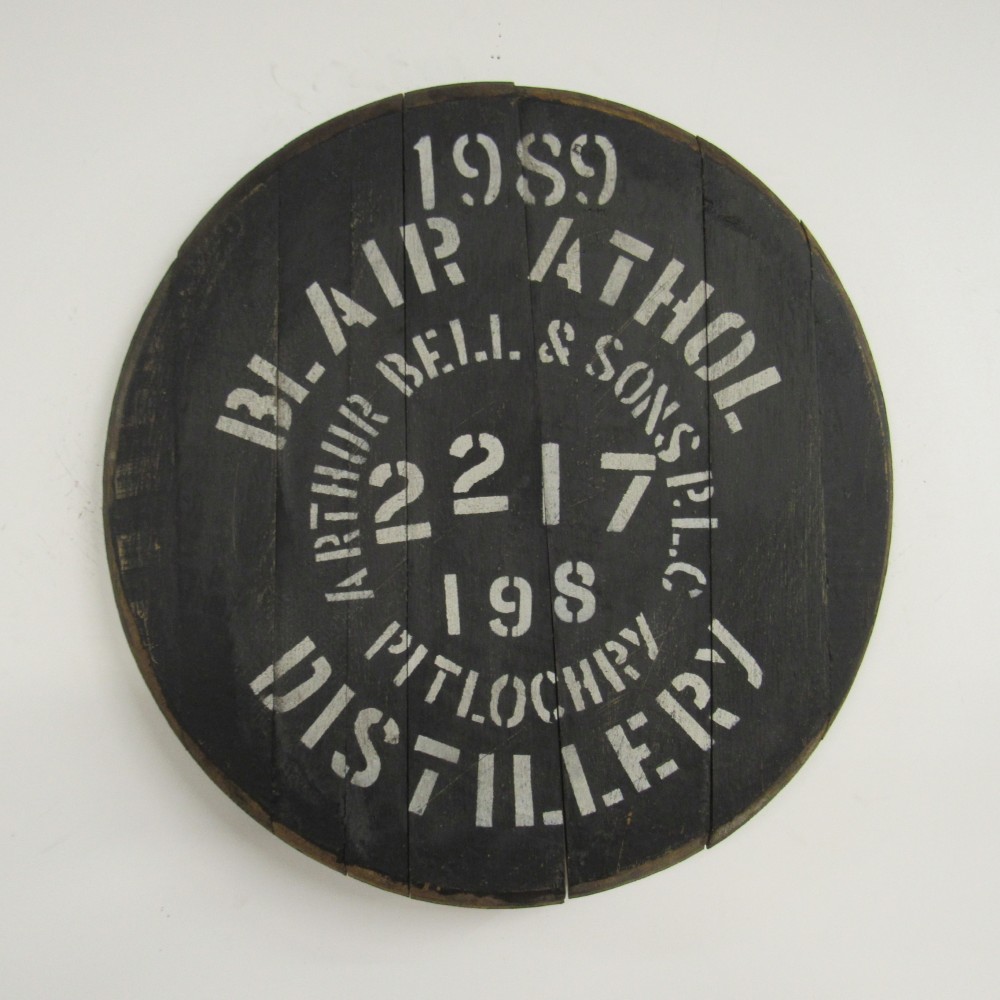 1989
BLAIR ATHOL
ARTHUR BELL & SONS P.L.C
2217
198
PITLOCHRY
DISTILLERY